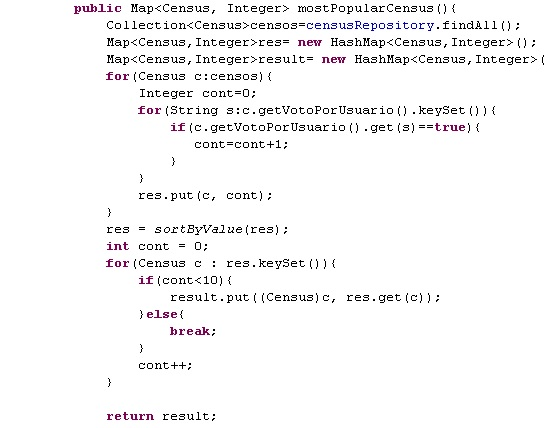 public Map<Census, Integer> mostPopularCensus(){
Collection<Census>censos=censusRepository.findAll();
Map<Census,Integer>res= new HashMap<Census,Integer>();
Map<Census,Integer>result= new HashMap<Census,Integer>(
for(Census c:censos){
Integer cont=0;
for(String s:c.getVotoPorUsuario().keySet()){
if(c.getVotoPorUsuario().get(s)==true){
cont=cont+1;
}
}
res.put(c, cont);
}
res = sortByValue(res);
int cont = 0;
for(Census c : res.keySet()){
if(cont<10){
result.put((Census)c, res.get(c));
}else{
break;
}
cont++;
}
return result;